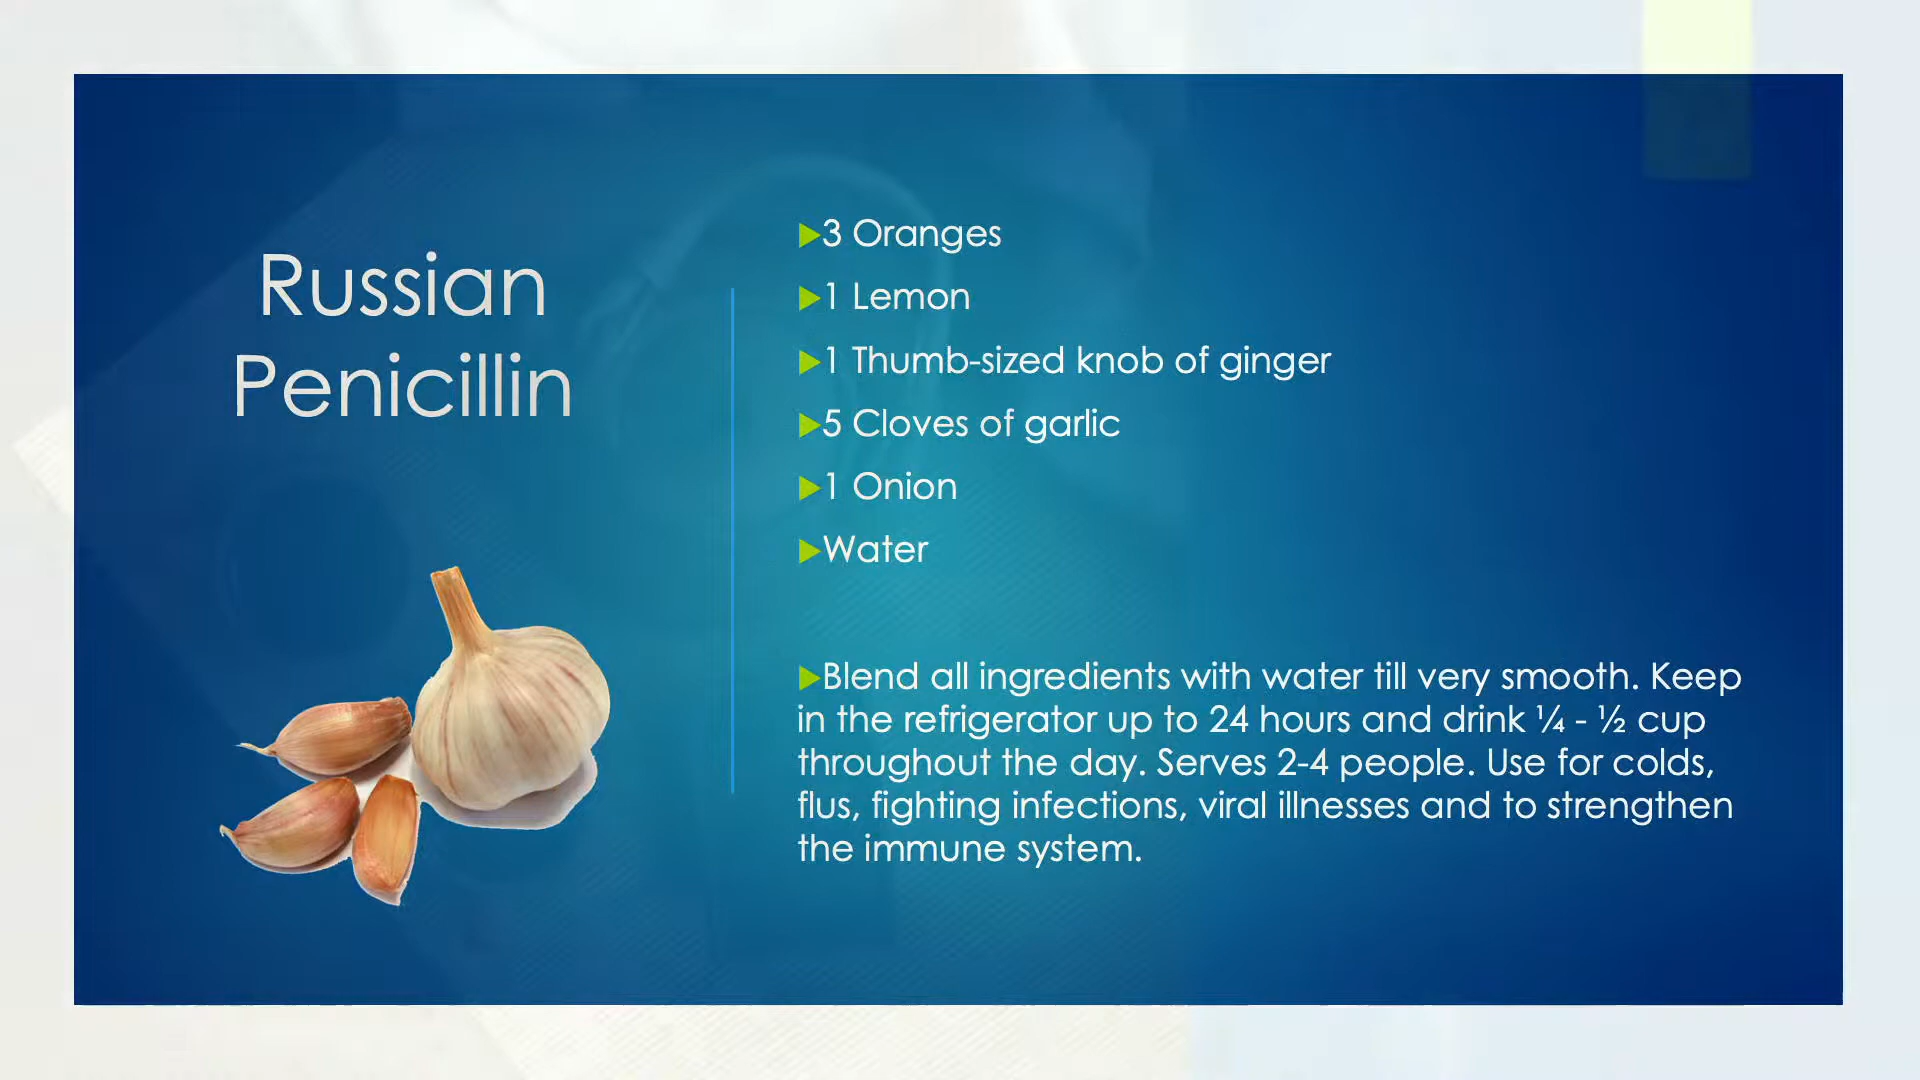 Russian
Penicillin
3 Oranges
1 Lemon
1 Thumb-sized knob of ginger
5 Cloves of garlic
1 Onion
Water
Blend all ingredients with water till very smooth. Keep
in the refrigerator up to 24 hours and drink ¼ - ½ cup
throughout the day. Serves 2-4 people. Use for colds,
flus, fighting infections, viral illnesses and to strengthen
the immune system.